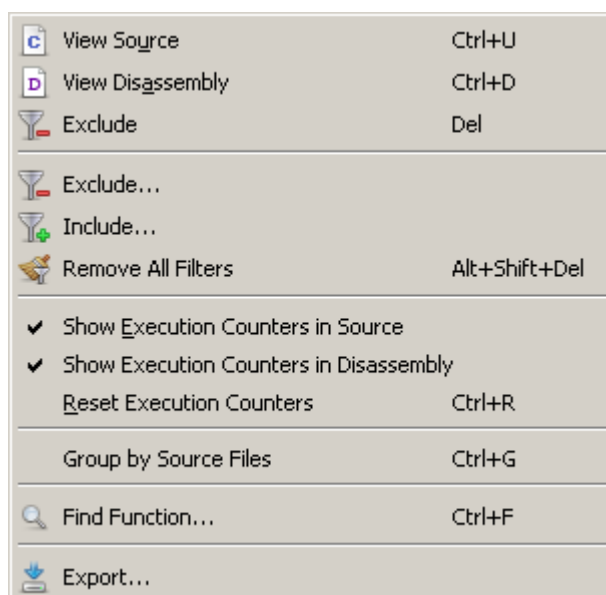 View Source Ctrl+U
View Disassembly Ctrl+D
Exclude Del
Exclude...
Include...
Remove All Filters Alt+Shift+Del
Show Execution Counters in Source
Show Execution Counters in Disassembly
Reset Execution Counters Ctrl+R
Group by Source Files Ctrl+G
Find Function... Ctrl+F
Export...